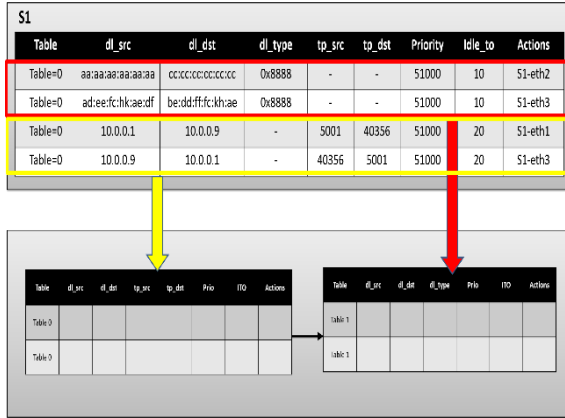 S1
Table dl_src dl_dst dl_type tp_src tp_dst Priority Idle_to Actions
Table=0 aa:aa:aa:aa:aa:aa cc:cc:cc:cc:cc:cc 0x8888 - - 51000 10 S1-eth2
Table=0 ad:ee:fc:hk:ae:df be:dd:ff:fc:kh:ae 0x8888 - - 51000 10 S1-eth3
Table=0 10.0.0.1 10.0.0.9 - 5001 40356 51000 20 S1-eth1
Table=0 10.0.0.9 10.0.0.1 - 40356 5001 51000 20 S1-eth3
Table dl_src dl_dst tp_src tp_dst Prio ITO Actions
Table 0
Table 0
Table dl_src dl_dst dl_type Prio ITO Actions
Table 1
Table 1